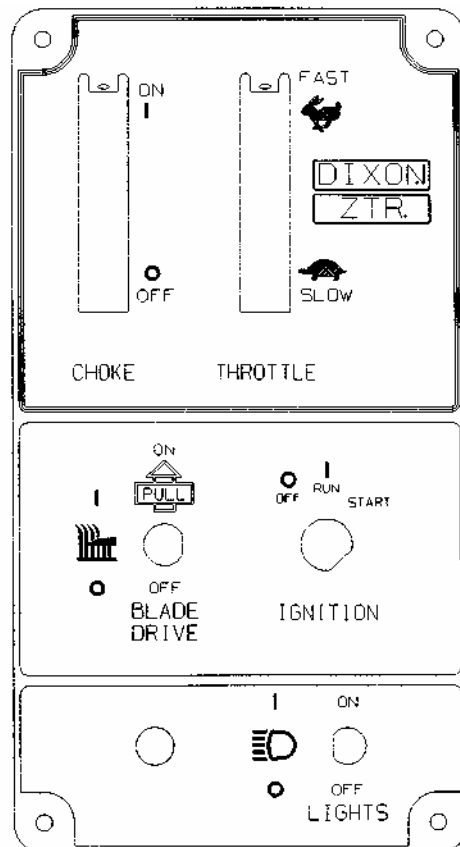 ON
FAST
DIXON
ZTR.
OFF
SLOW
CHOKE
THROTTLE
ON
PULL
OFF
RUN
START
OFF
BLADE
DRIVE
IGNITION
ON
OFF
LIGHTS